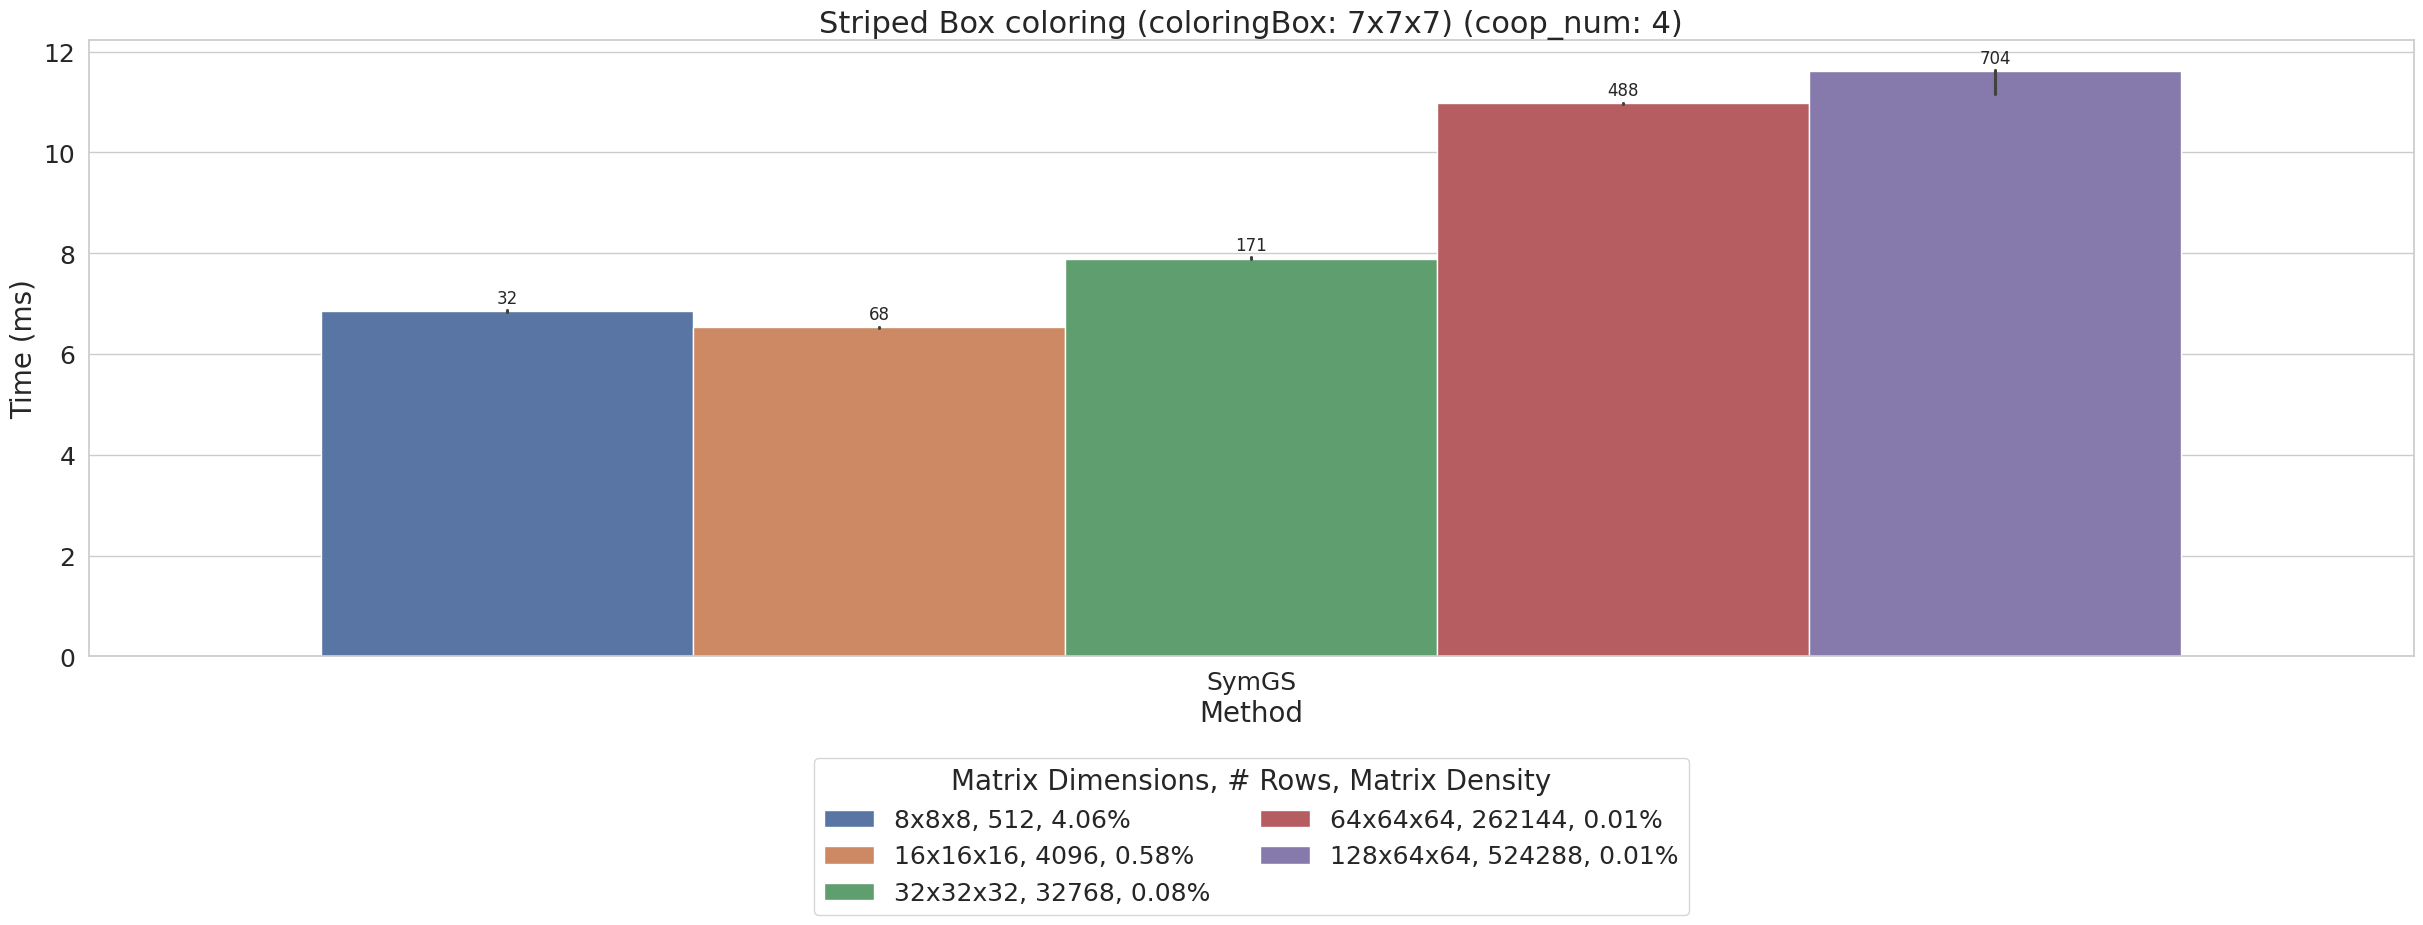 Striped Box coloring (coloringBox: 7x7x7) (coop_num: 4)
12
10
8
6
4
2
0
Time (ms)
32
68
171
488
704
SymGS
Method
Matrix Dimensions, # Rows, Matrix Density
8x8x8, 512, 4.06%
16x16x16, 4096, 0.58%
32x32x32, 32768, 0.08%
64x64x64, 262144, 0.01%
128x64x64, 524288, 0.01%